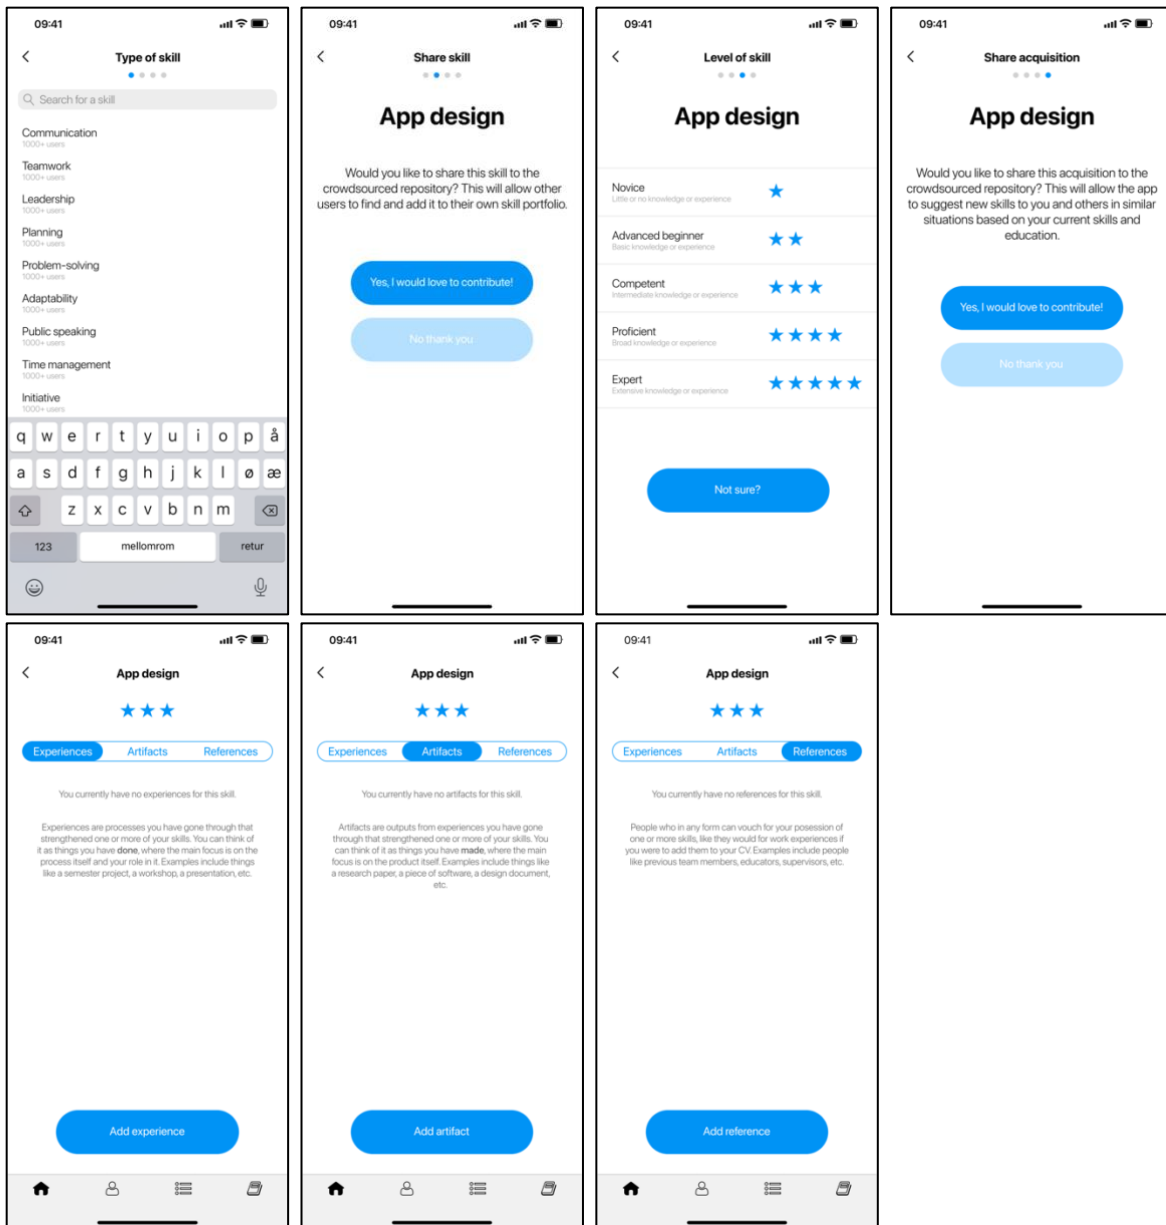 09:41
Type of skill
Search for a skill
Communication
1000+ users
Teamwork
1000+ users
Leadership
1000+ users
Planning
1000+ users
Problem-solving
1000+ users
Adaptability
1000+ users
Public speaking
1000+ users
Time management
1000+ users
Initiative
1000+ users
q w e r t y u i o p å
a s d f g h j k l ø æ
z x c v b n m
123 mellomrom retur
09:41
Share skill
App design
Would you like to share this skill to the
crowdsourced repository? This will allow other
users to find and add it to their own skill portfolio.
Yes, I would love to contribute!
No thank you
09:41
Level of skill
App design
Novice
Little or no knowledge or experience
Advanced beginner
Basic knowledge or experience
Competent
Intermediate knowledge or experience
Proficient
Broad knowledge or experience
Expert
Extensive knowledge or experience
Not sure?
09:41
Share acquisition
App design
Would you like to share this acquisition to the
crowdsourced repository? This will allow the app
to suggest new skills to you and others in similar
situations based on your current skills and
education.
Yes, I would love to contribute!
No thank you
09:41
App design
Experiences Artifacts References
You currently have no experiences for this skill.
Experiences are processes you have gone through that
strengthened one or more of your skills. You can think of
it as things you have done, where the main focus is on the
process itself and your role in it. Examples include things
like a semester project, a workshop, a presentation, etc.
Add experience
09:41
App design
Experiences Artifacts References
You currently have no artifacts for this skill.
Artifacts are outputs from experiences you have gone
through that strengthened one or more of your skills. You
can think of it as things you have made, where the main
focus is on the product itself. Examples include things like
a research paper, a piece of software, a design document,
etc.
Add artifact
09:41
App design
Experiences Artifacts References
You currently have no references for this skill.
People who in any form can vouch for your posession of
one or more skills, like they would for work experiences if
you were to add them to your CV. Examples include people
like previous team members, educators, supervisors, etc.
Add reference